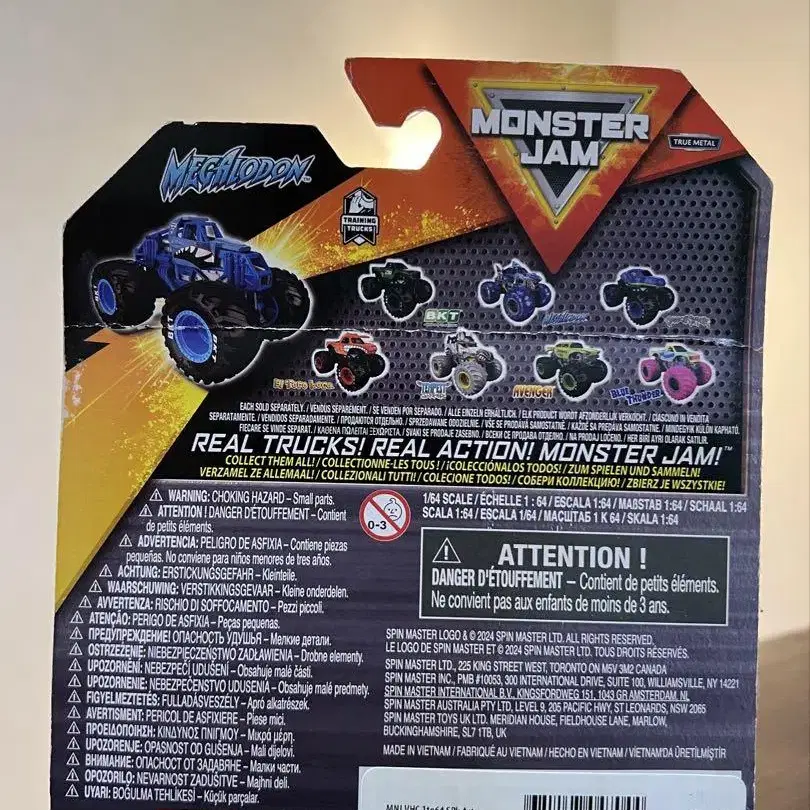 MONSTER
JAM
TRUE METAL
MEGALODON™
TRAINING
TRUCKS
BKT
MEGALODON
El Toro Loco
AVENGER
BLUE THUNDER
EACH SOLD SEPARATELY. / VENDUS SÉPARÉMENT. / SE VENDEN POR SEPARADO. / ALLE EINZELN ERHÄLTLICH. / ELK PRODUCT WORDT AFZONDERLIJK VERKOCHT. / CIASCUNO IN VENDITA
SEPARATAMENTE. / VENDIDOS SEPARADAMENTE. / ПРОДАЮТСЯ ОТДЕЛЬНО. / SPRZEDAWANE ODDZIELNIE. / VŠE SE PRODÁVÁ SAMOSTATNĚ. / KAŽDÉ SA PREDÁVA SAMOSTATNE. / MINDEGYIK KÜLÖN KAPHATÓ.
FIECARE SE VINDE SEPARAT. / ΚΑΘΕΝΑ ΠΩΛΕΙΤΑΙ ΞΕΧΩΡΙΣΤΑ. / SVAKI SE PRODAJE ZASEBNO. / ВСЕКИ СЕ ПРОДАВА ОТДЕЛНО. / NA PRODAJ LOČENO. / HER BİRİ AYRI OLARAK SATILIR.
REAL TRUCKS! REAL ACTION! MONSTER JAM!™
COLLECT THEM ALL! / COLLECTIONNE-LES TOUS ! / ¡COLECCIÓNALOS TODOS! / ZUM SPIELEN UND SAMMELN!
VERZAMEL ZE ALLEMAAL! / COLLEZIONALI TUTTI! / COLECIONE TODOS! / СОБЕРИ КОЛЛЕКЦИЮ! / ZBIERZ JE WSZYSTKIE!
WARNING: CHOKING HAZARD – Small parts.
ATTENTION ! DANGER D'ÉTOUFFEMENT – Contient
de petits éléments.
ADVERTENCIA: PELIGRO DE ASFIXIA – Contiene piezas
pequeñas. No conviene para niños menores de tres años.
ACHTUNG: ERSTICKUNGSGEFAHR – Kleinteile.
WAARSCHUWING: VERSTIKKINGSGEVAAR – Kleine onderdelen.
AVVERTENZA: RISCHIO DI SOFFOCAMENTO – Pezzi piccoli.
ATENÇÃO: PERIGO DE ASFIXIA – Peças pequenas.
ПРЕДУПРЕЖДЕНИЕ! ОПАСНОСТЬ УДУШЬЯ – Мелкие детали.
OSTRZEŻENIE: NIEBEZPIECZEŃSTWO ZADŁAWIENIA – Drobne elementy.
UPOZORNĚNÍ: NEBEZPEČÍ UDUŠENÍ – Obsahuje malé části.
UPOZORNENIE: NEBEZPEČENSTVO UDUSENIA – Obsahuje malé predmety.
FIGYELMEZTETÉS: FULLADÁSVESZÉLY – Apró alkatrészek.
AVERTISMENT: PERICOL DE ASFIXIERE – Piese mici.
ΠΡΟΕΙΔΟΠΟΙΗΣΗ: ΚΙΝΔΥΝΟΣ ΠΝΙΓΜΟΥ – Μικρά μέρη.
UPOZORENJE: OPASNOST OD GUŠENJA – Mali djelovi.
ВНИМАНИЕ: ОПАСНОСТ ОТ ЗАДАВЯНЕ – Малки части.
OPOZORILO: NEVARNOST ZADUŠITVE – Majhni deli.
UYARI: BOĞULMA TEHLİKESİ – Küçük parçalar.
0-3
1/64 SCALE / ÉCHELLE 1 : 64 / ESCALA 1:64 / MAßSTAB 1:64 / SCHAAL 1:64
SCALA 1:64 / ESCALA 1/64 / МАСШТАБ 1 К 64 / SKALA 1:64
ATTENTION !
DANGER D'ÉTOUFFEMENT – Contient de petits éléments.
Ne convient pas aux enfants de moins de 3 ans.
SPIN MASTER LOGO & © 2024 SPIN MASTER LTD. ALL RIGHTS RESERVED.
LE LOGO DE SPIN MASTER ET © 2024 SPIN MASTER LTD. TOUS DROITS RÉSERVÉS.
SPIN MASTER LTD., 225 KING STREET WEST, TORONTO ON M5V 3M2 CANADA
SPIN MASTER INC., PMB #10053, 300 INTERNATIONAL DRIVE, SUITE 100, WILLIAMSVILLE, NY 14221
SPIN MASTER INTERNATIONAL B.V., KINGSFORDWEG 151, 1043 GR AMSTERDAM, NL
SPIN MASTER AUSTRALIA PTY LTD, LEVEL 9, 205 PACIFIC HWY, ST LEONARDS, NSW 2065
SPIN MASTER TOYS UK LTD. MERIDIAN HOUSE, FIELDHOUSE LANE, MARLOW,
BUCKINGHAMSHIRE, SL7 1TB, UK
MADE IN VIETNAM / FABRIQUÉ AU VIETNAM / HECHO EN VIETNAM / VIETNAM'DA ÜRETİLMİŞTİR